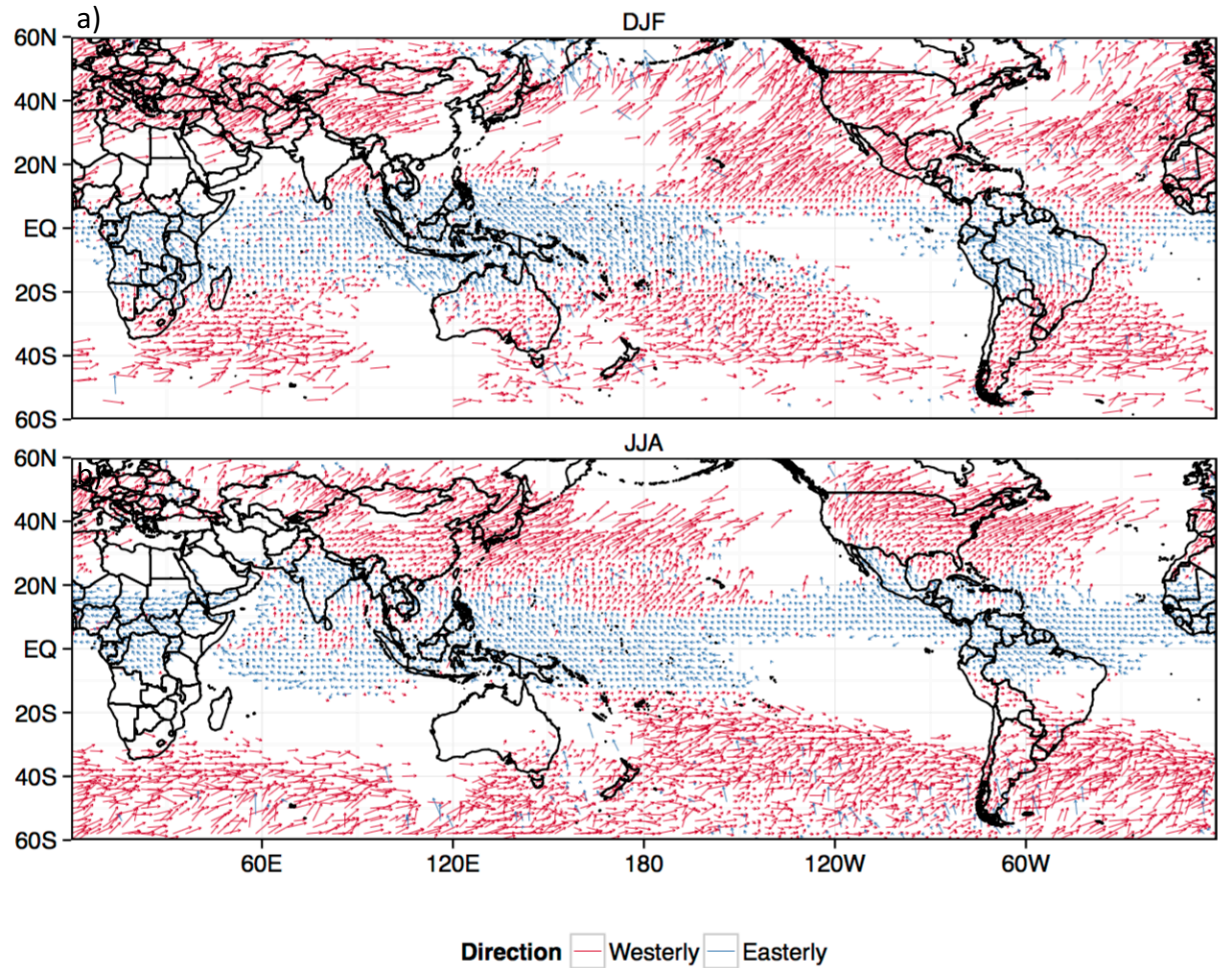 a)
DJF
60N
40N
20N
EQ
20S
40S
60S
JJA
b)
60N
40N
20N
EQ
20S
40S
60S
60E 120E 180 120W 60W
Direction Westerly Easterly